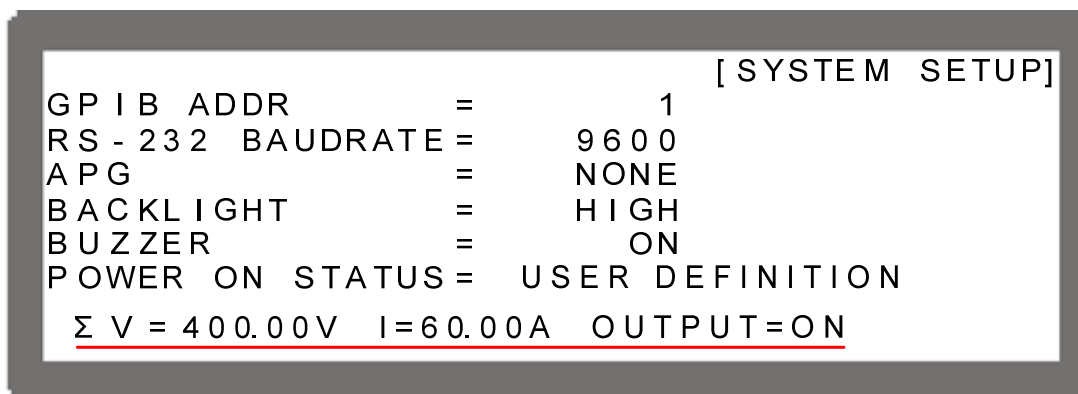 [SYSTEM SETUP]
GPIB ADDR = 1
RS-232 BAUDRATE= 9600
APG = NONE
BACKLIGHT = HIGH
BUZZER = ON
POWER ON STATUS= USER DEFINITION
Σ V=400.00V I=60.00A OUTPUT=ON